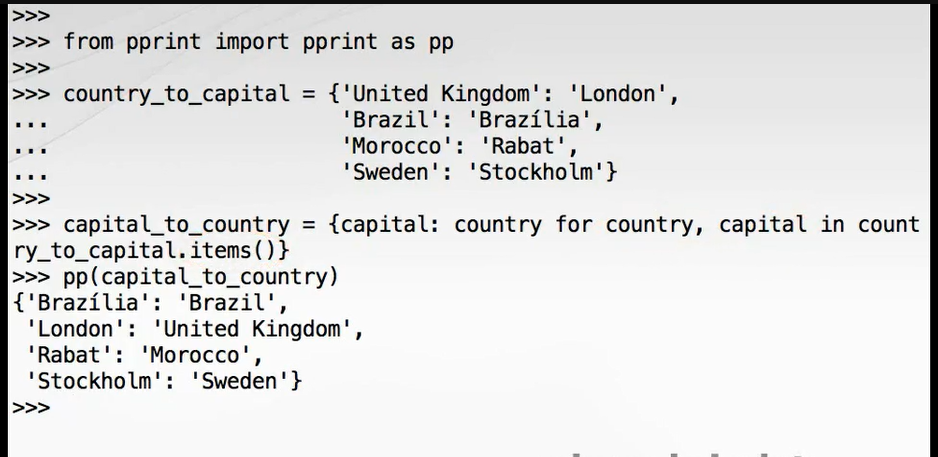 >>>
>>> from pprint import pprint as pp
>>>
>>> country_to_capital = {'United Kingdom': 'London',
...                       'Brazil': 'Brazília',
...                       'Morocco': 'Rabat',
...                       'Sweden': 'Stockholm'}
>>>
>>> capital_to_country = {capital: country for country, capital in count
ry_to_capital.items()}
>>> pp(capital_to_country)
{'Brazília': 'Brazil',
 'London': 'United Kingdom',
 'Rabat': 'Morocco',
 'Stockholm': 'Sweden'}
>>>